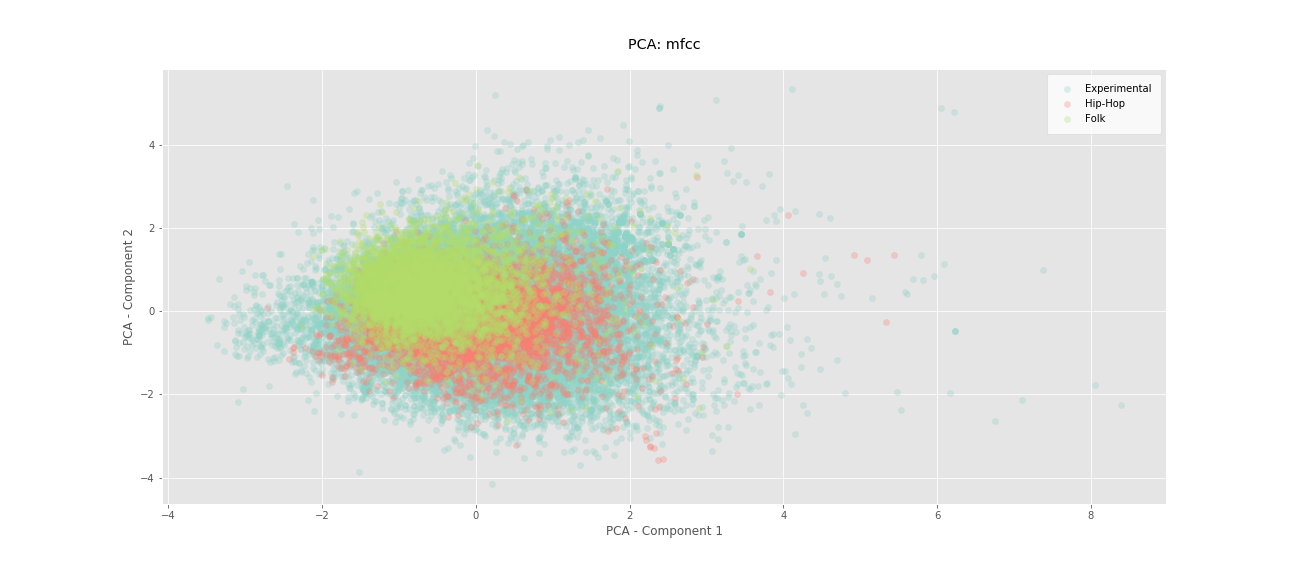 PCA: mfcc
Experimental
Hip-Hop
Folk
4
2
0
−2
−4
PCA - Component 2
−4 −2 0 2 4 6 8
PCA - Component 1